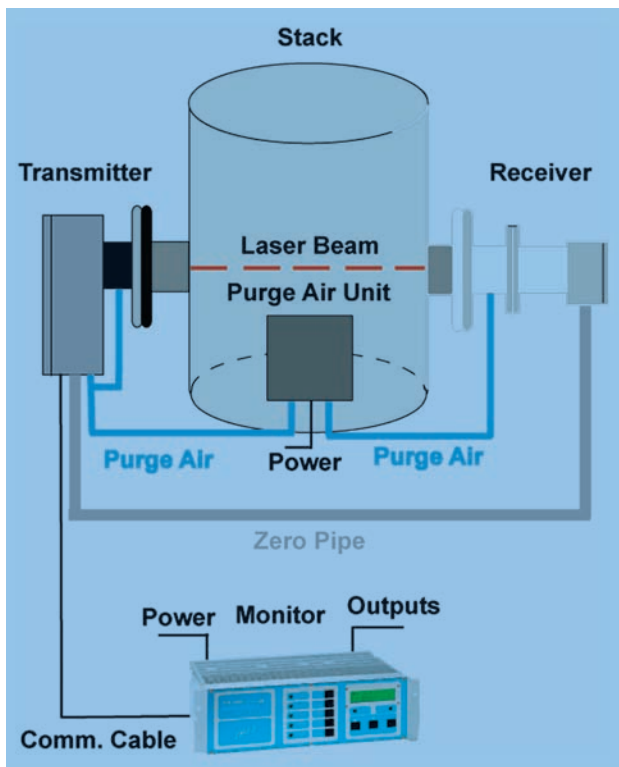 Stack
Transmitter
Receiver
Laser Beam
Purge Air Unit
Purge Air
Power
Purge Air
Zero Pipe
Power
Monitor
Outputs
Comm. Cable